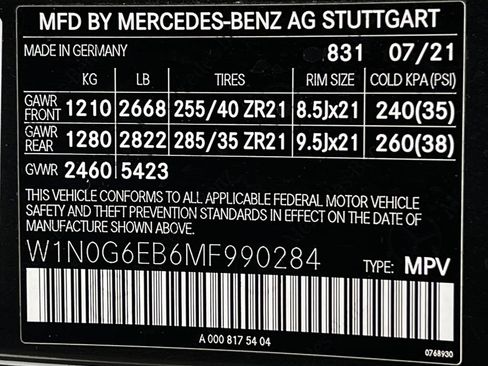 MFD BY MERCEDES-BENZ AG STUTTGART
MADE IN GERMANY 831 07/21
KG LB TIRES RIM SIZE COLD KPA(PSI)
GAWR FRONT 1210 2668 255/40 ZR21 8.5Jx21 240(35)
GAWR REAR 1280 2822 285/35 ZR21 9.5Jx21 260(38)
GVWR 2460 5423
THIS VEHICLE CONFORMS TO ALL APPLICABLE FEDERAL MOTOR VEHICLE
SAFETY AND THEFT PREVENTION STANDARDS IN EFFECT ON THE DATE OF
MANUFACTURE SHOWN ABOVE.
W1N0G6EB6MF990284 TYPE: MPV
A 000 817 54 04
0768930